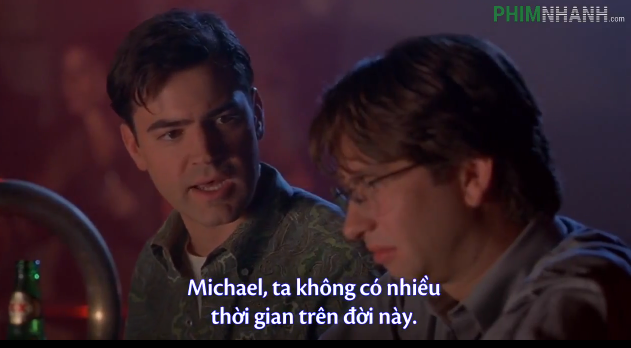 PHIMNHANH.com
Michael, ta không có nhiều
thời gian trên đời này.